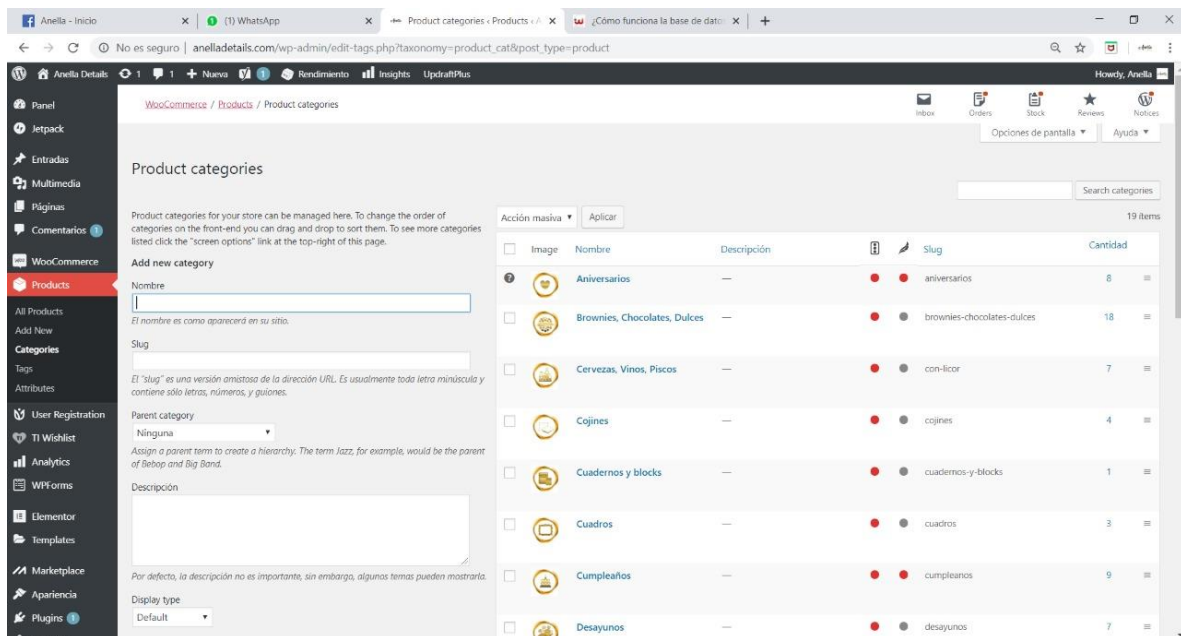 Anella - Inicio
(1) WhatsApp
Product categories ‹ Products ‹ A
¿Cómo funciona la base de datos
No es seguro | anelladetails.com/wp-admin/edit-tags.php?taxonomy=product_cat&post_type=product
Anella Details 1 1 + Nueva 1 Rendimiento Insights UpdraftPlus Howdy, Anella
Panel
Jetpack
Entradas
Multimedia
Páginas
Comentarios 1
WooCommerce
Products
All Products
Add New
Categories
Tags
Attributes
User Registration
TI Wishlist
Analytics
WPForms
Elementor
Templates
Marketplace
Apariencia
Plugins 1
WooCommerce / Products / Product categories
Inbox Orders Stock Reviews Notices
Opciones de pantalla ▼ Ayuda ▼
Product categories
Search categories
Product categories for your store can be managed here. To change the order of
categories on the front-end you can drag and drop to sort them. To see more categories
listed click the "screen options" link at the top-right of this page.
Add new category
Nombre
El nombre es como aparecerá en su sitio.
Slug
El "slug" es una versión amistosa de la dirección URL. Es usualmente toda letra minúscula y
contiene sólo letras, números, y guiones.
Parent category
Ninguna
Assign a parent term to create a hierarchy. The term Jazz, for example, would be the parent
of Bebop and Big Band.
Descripción
Por defecto, la descripción no es importante, sin embargo, algunos temas pueden mostrarla.
Display type
Default
Acción masiva Aplicar 19 items
Image Nombre Descripción Slug Cantidad
Aniversarios — aniversarios 8
Brownies, Chocolates, Dulces — brownies-chocolates-dulces 18
Cervezas, Vinos, Piscos — con-licor 7
Cojines — cojines 4
Cuadernos y blocks — cuadernos-y-blocks 1
Cuadros — cuadros 3
Cumpleaños — cumpleanos 9
Desayunos — desayunos 7